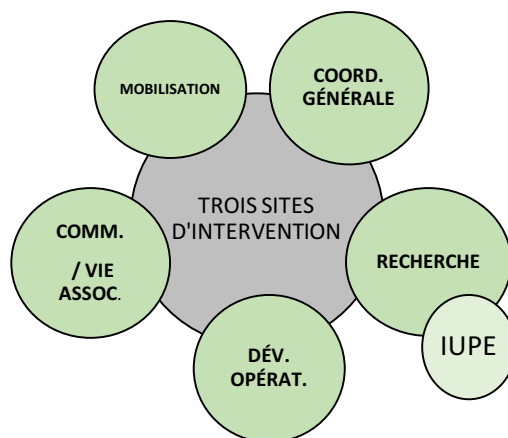 MOBILISATION
COORD.
GÉNÉRALE
TROIS SITES
D'INTERVENTION
COMM.
/ VIE
ASSOC.
RECHERCHE
IUPE
DÉV.
OPÉRAT.